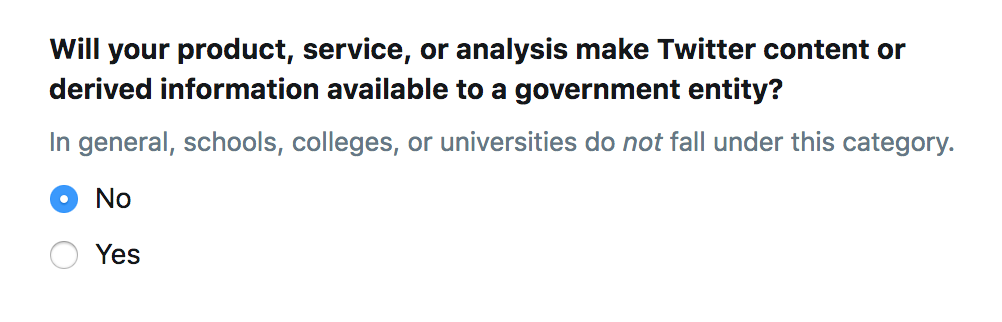 Will your product, service, or analysis make Twitter content or
derived information available to a government entity?
In general, schools, colleges, or universities do not fall under this category.
No
Yes